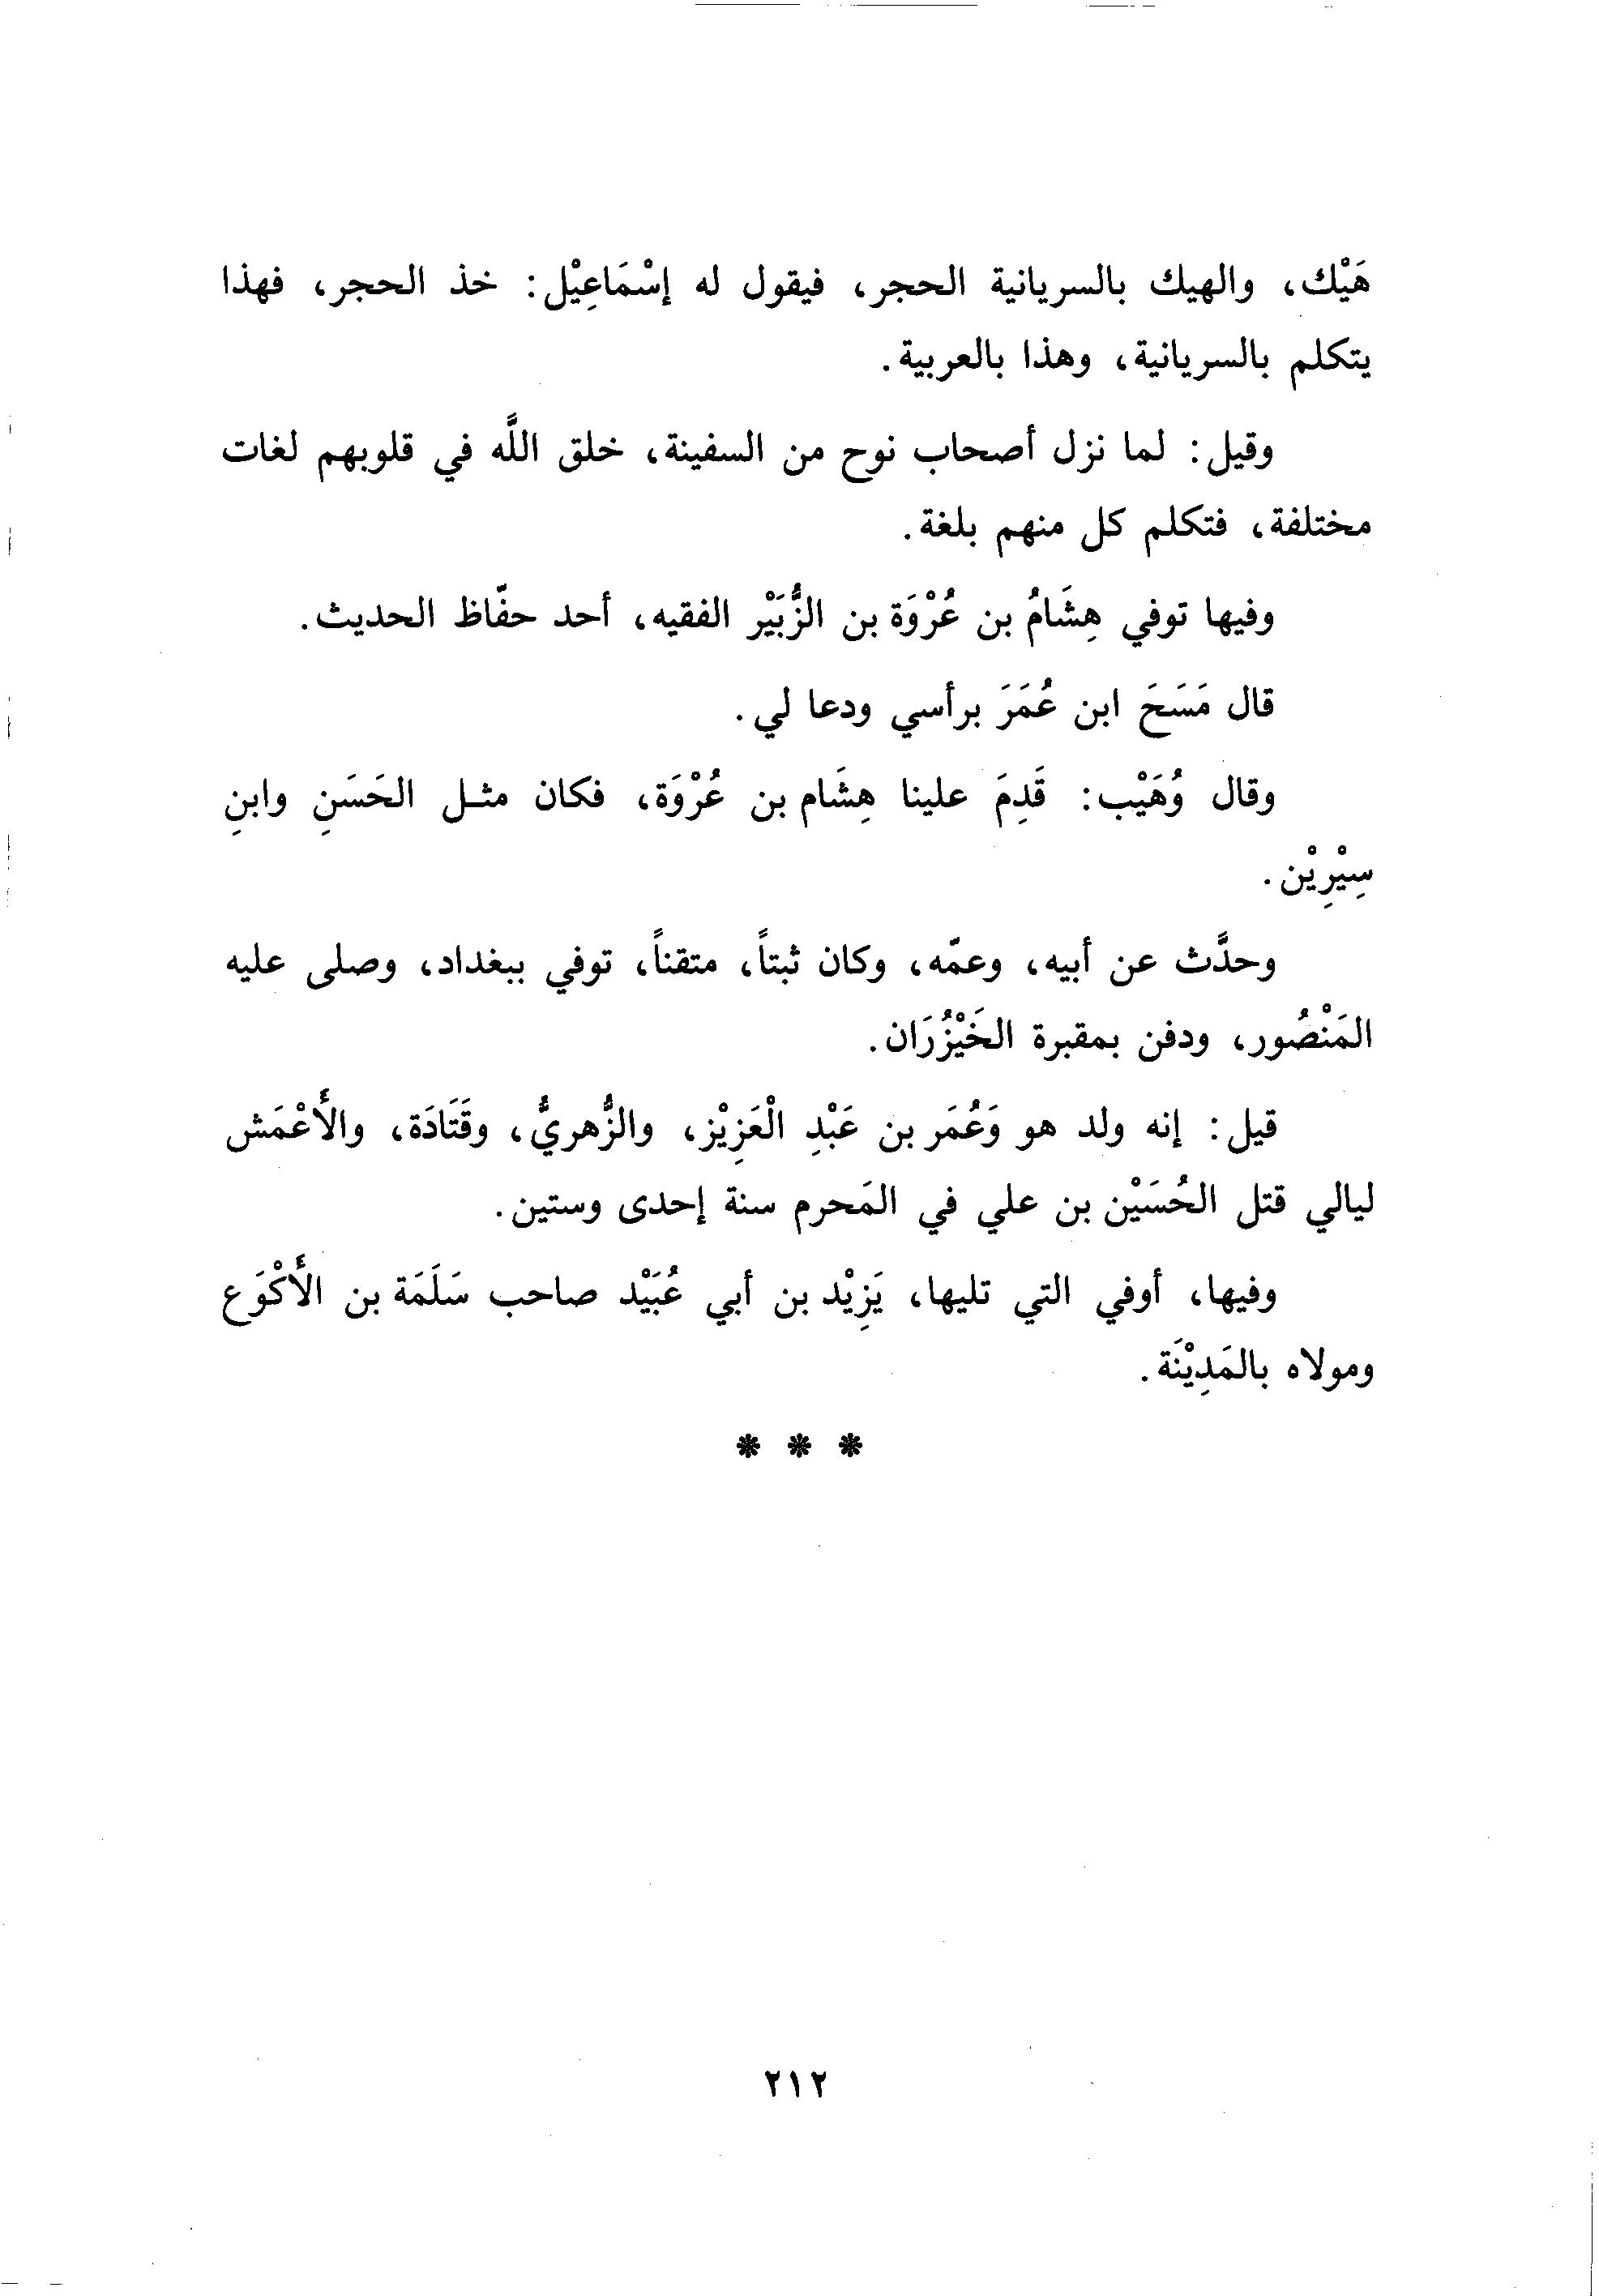 هَيْك، والهيك بالسريانية الحجر، فيقول له إسْمَاعِيْل: خذ الحجر، فهذا
يتكلم بالسريانية، وهذا بالعربية.
وقيل: لما نزل أصحاب نوح من السفينة، خلق اللَّه في قلوبهم لغات
مختلفة، فتكلم كل منهم بلغة.
وفيها توفي هِشَامُ بن عُرْوَة بن الزُّبَيْر الفقيه، أحد حفّاظ الحديث.
قال مَسَحَ ابن عُمَرَ برأسي ودعا لي.
وقال وُهَيْب: قَدِمَ علينا هِشَام بن عُرْوَة، فكان مثـل الحَسَنِ وابنِ
سِيْرِيْن.
وحدَّث عن أبيه، وعمّه، وكان ثبتاً، متقناً، توفي ببغداد، وصلى عليه
المَنْصُور، ودفن بمقبرة الخَيْزُرَان.
قيل: إنه ولد هو وَعُمَر بن عَبْدِ الْعَزِيْز، والزُّهريُّ، وقَتَادَة، والأَعْمَش
ليالي قتل الحُسَيْن بن علي في المَحرم سنة إحدى وستين.
وفيها، أوفي التي تليها، يَزِيْد بن أبي عُبَيْد صاحب سَلَمَة بن الأَكْوَع
ومولاه بالمَدِيْنَة.
* * *
٢١٢